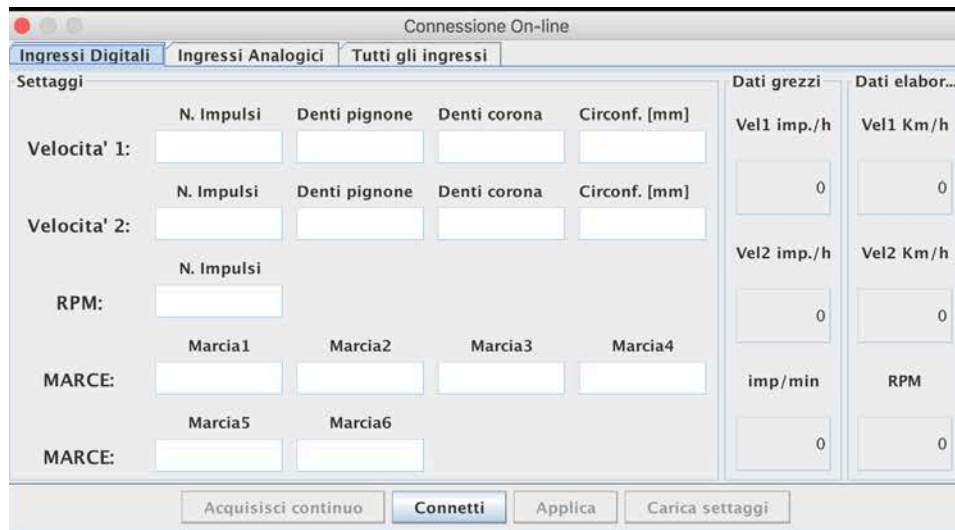 Connessione On-line
Ingressi Digitali Ingressi Analogici Tutti gli ingressi
Settaggi Dati grezzi Dati elabor...
N. Impulsi Denti pignone Denti corona Circonf. [mm] Vel1 imp./h Vel1 Km/h
Velocita' 1:
0 0
N. Impulsi Denti pignone Denti corona Circonf. [mm]
Velocita' 2:
Vel2 imp./h Vel2 Km/h
N. Impulsi
RPM: 0 0
Marcia1 Marcia2 Marcia3 Marcia4
MARCE: imp/min RPM
Marcia5 Marcia6
MARCE: 0 0
Acquisisci continuo Connetti Applica Carica settaggi